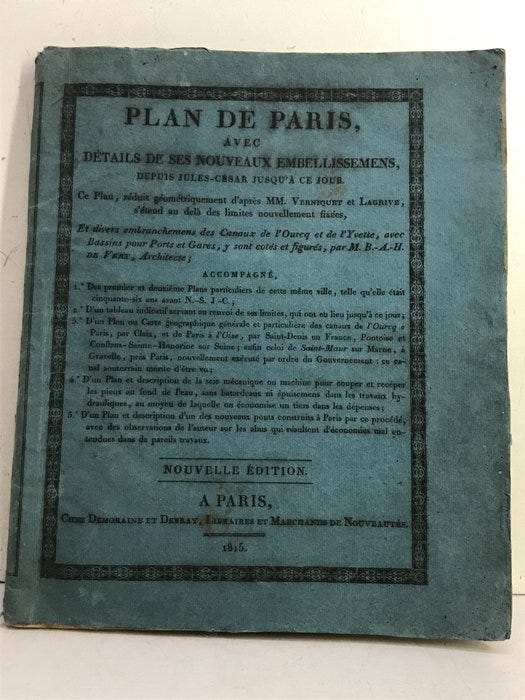 PLAN DE PARIS,
AVEC
DÉTAILS DE SES NOUVEAUX EMBELLISSEMENS,
DEPUIS JULES-CÉSAR JUSQU'À CE JOUR.
Ce Plan, réduit géométriquement d'après MM. VERNIQUET et LAGRIVE,
s'étend au delà des limites nouvellement fixées,
Et divers embranchemens des Canaux de l'Ourcq et de l'Yvette, avec
Bassins pour Ports et Gares, y sont cotés et figurés, par M. B.-A.-H.
DE VERT, Architecte;
ACCOMPAGNÉ,
1.° Des premier et deuxième Plans particuliers de cette même ville, telle qu'elle était
cinquante-six ans avant N.-S. J.-C.;
2.° D'un tableau indicatif servant au renvoi de ses limites, qui ont eu lieu jusqu'à ce jour;
3.° D'un Plan ou Carte géographique générale et particulière des canaux de l'Ourcq à
Paris, par Claix, et de Paris à l'Oise, par Saint-Denis en France, Pontoise et
Conflans-Sainte-Honorine sur Seine; enfin celui de Saint-Maur sur Marne, à
Gravelle, près Paris, nouvellement exécuté par ordre du Gouvernement: ce ca-
nal souterrain mérite d'être vu;
4.° D'un Plan et description de la scie mécanique ou machine pour couper et recéper
les pieux au fond de l'eau, sans batardeaux ni épuisemens dans les travaux hy-
drauliques, au moyen de laquelle on économise un tiers dans les dépenses;
5.° D'un Plan et description d'un des nouveaux ponts construits à Paris par ce procédé,
avec des observations de l'auteur sur les abus qui résultent d'économies mal en-
tendues dans de pareils travaux.
NOUVELLE ÉDITION.
A PARIS,
CHEZ DEMORAINE ET DEBRAY, LIBRAIRES ET MARCHANDS DE NOUVEAUTÉS.
1815.